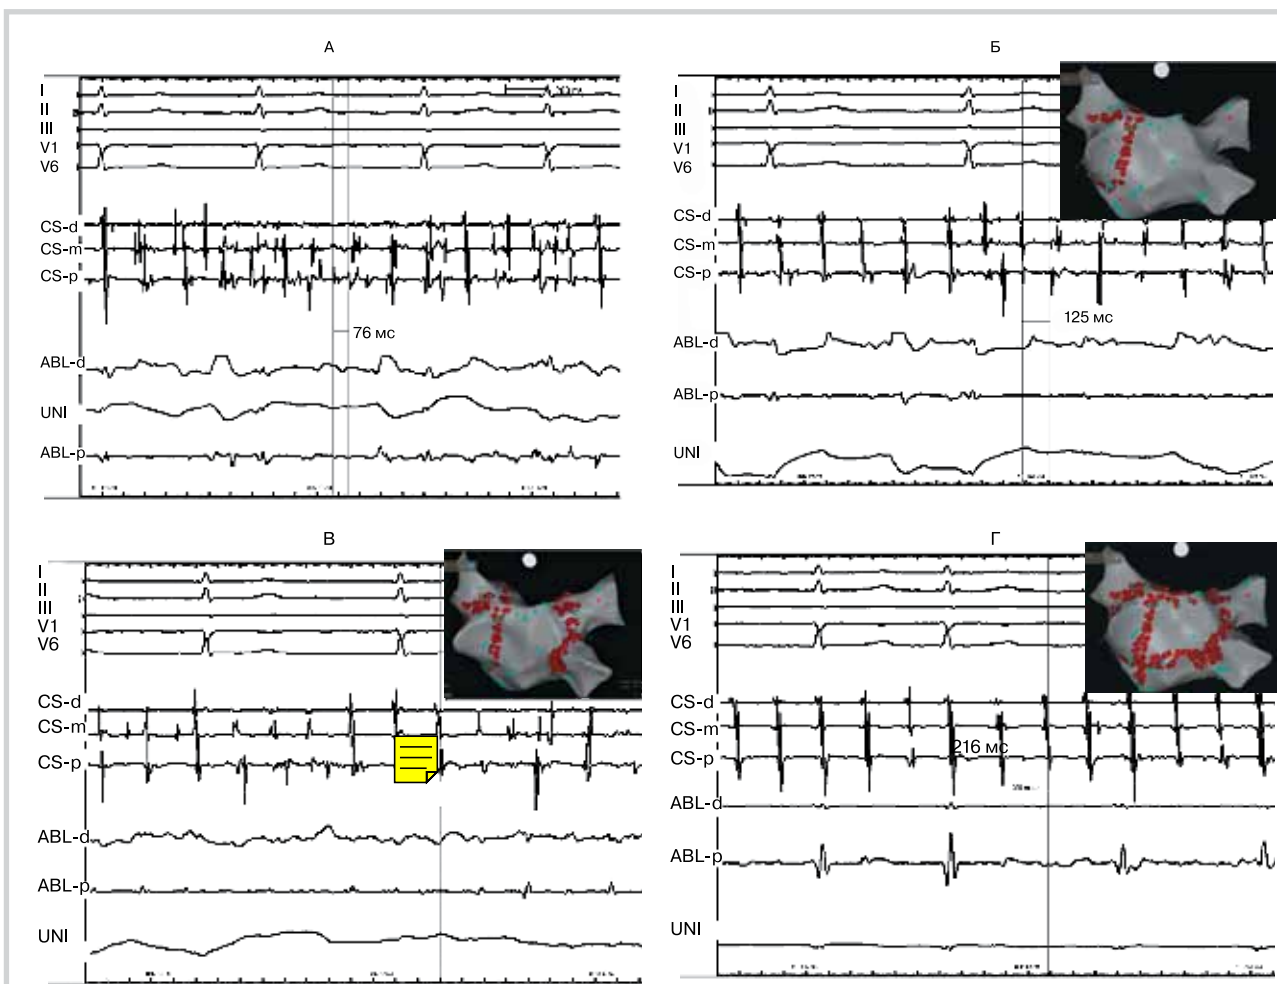 А
I
II
III
V1
V6
CS-d
CS-m
CS-p
76 мс
ABL-d
UNI
ABL-p
Б
I
II
III
V1
V6
CS-d
CS-m
CS-p
125 мс
ABL-d
ABL-p
UNI
В
I
II
III
V1
V6
CS-d
CS-m
CS-p
ABL-d
ABL-p
UNI
Г
I
II
III
V1
V6
CS-d
CS-m
CS-p
216 мс
ABL-d
ABL-p
UNI